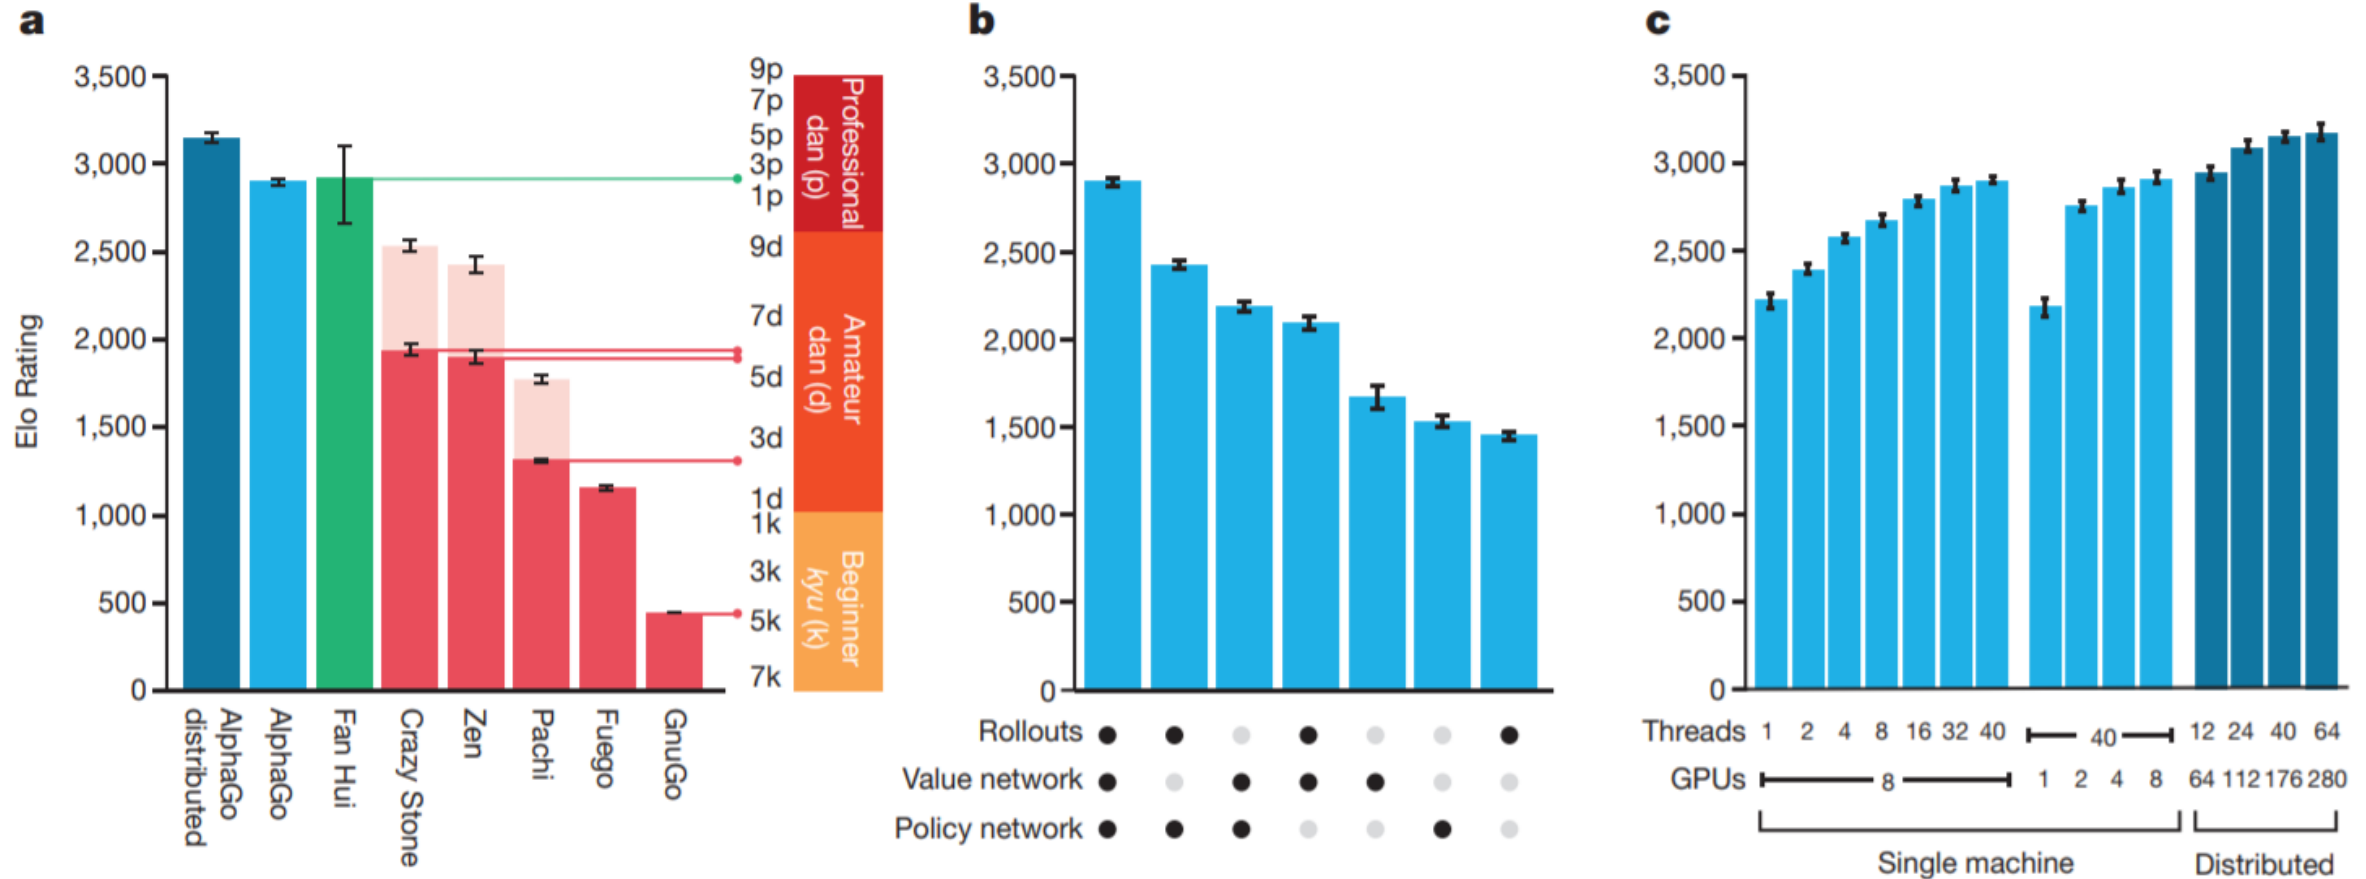 a
3,500
3,000
2,500
2,000
1,500
1,000
500
0
Elo Rating
AlphaGo
distributed
AlphaGo
Fan Hui
Crazy Stone
Zen
Pachi
Fuego
GnuGo
9p
7p
5p
3p
1p
9d
7d
5d
3d
1d
1k
3k
5k
7k
Professional
dan (p)
Amateur
dan (d)
Beginner
kyu (k)
b
3,500
3,000
2,500
2,000
1,500
1,000
500
0
Rollouts
Value network
Policy network
c
3,500
3,000
2,500
2,000
1,500
1,000
500
0
Threads 1 2 4 8 16 32 40 40 12 24 40 64
GPUs 8 1 2 4 8 64 112 176 280
Single machine Distributed